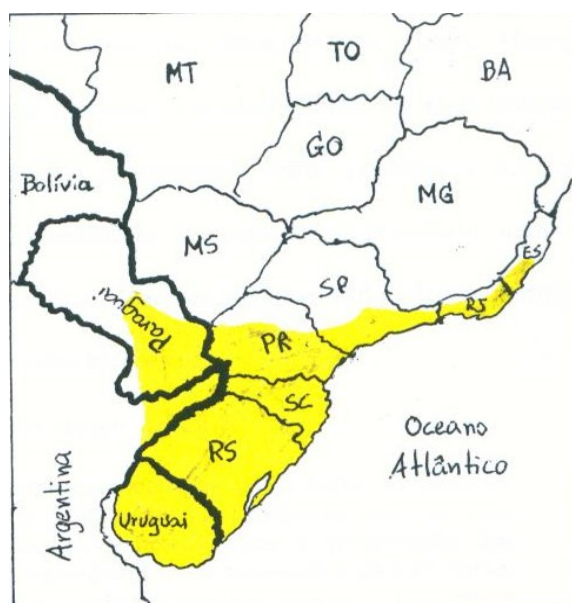 MT
TO
BA
GO
Bolívia
MG
MS
ES
SP
RJ
Paraguai
PR
SC
Oceano
Atlântico
RS
Argentina
Uruguai